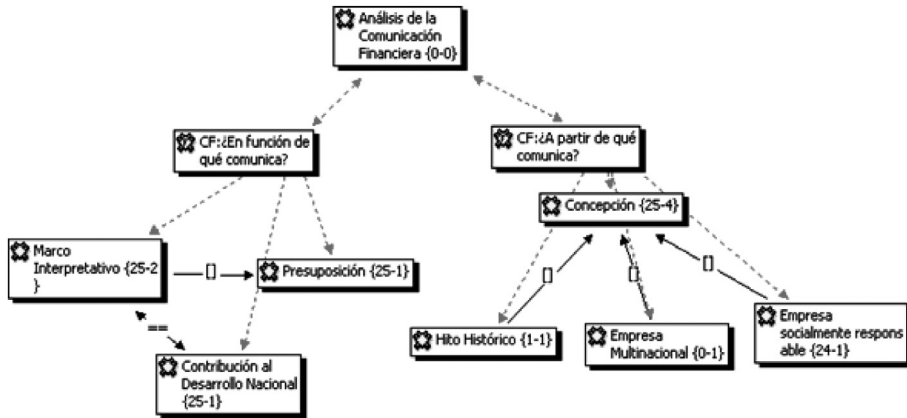 Análisis de la
Comunicación
Financiera {0-0}
CF:¿En función de
qué comunica?
CF:¿A partir de qué
comunica?
Concepción {25-4}
Marco
Interpretativo {25-2
}
[]
Presuposición {25-1}
[]
[]
[]
==
Hito Histórico {1-1}
Empresa
Multinacional {0-1}
Empresa
socialmente respons
able {24-1}
Contribución al
Desarrollo Nacional
{25-1}